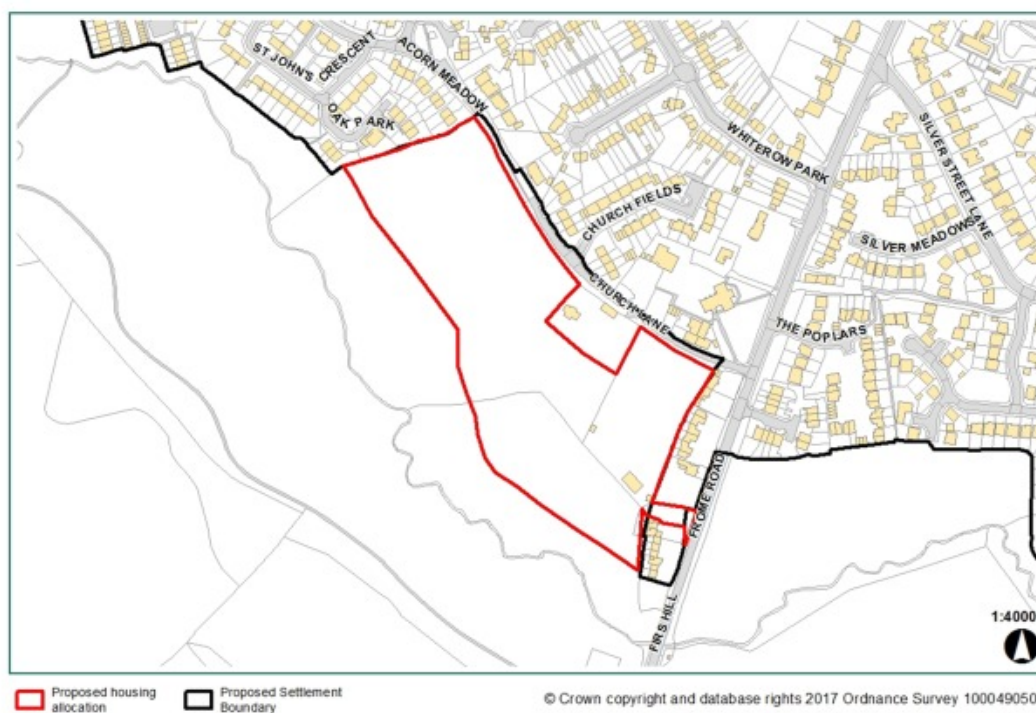 ST JOHN'S
CRESCENT
ACORN MEADOW
OAK PARK
WHITEROW PARK
SILVER STREET LANE
CHURCH FIELDS
SILVER MEADOWS
CHURCH LANE
THE POPLARS
FROME ROAD
FIRS HILL
1:4000
Proposed housing
allocation
Proposed Settlement
Boundary
© Crown copyright and database rights 2017 Ordnance Survey 100049050